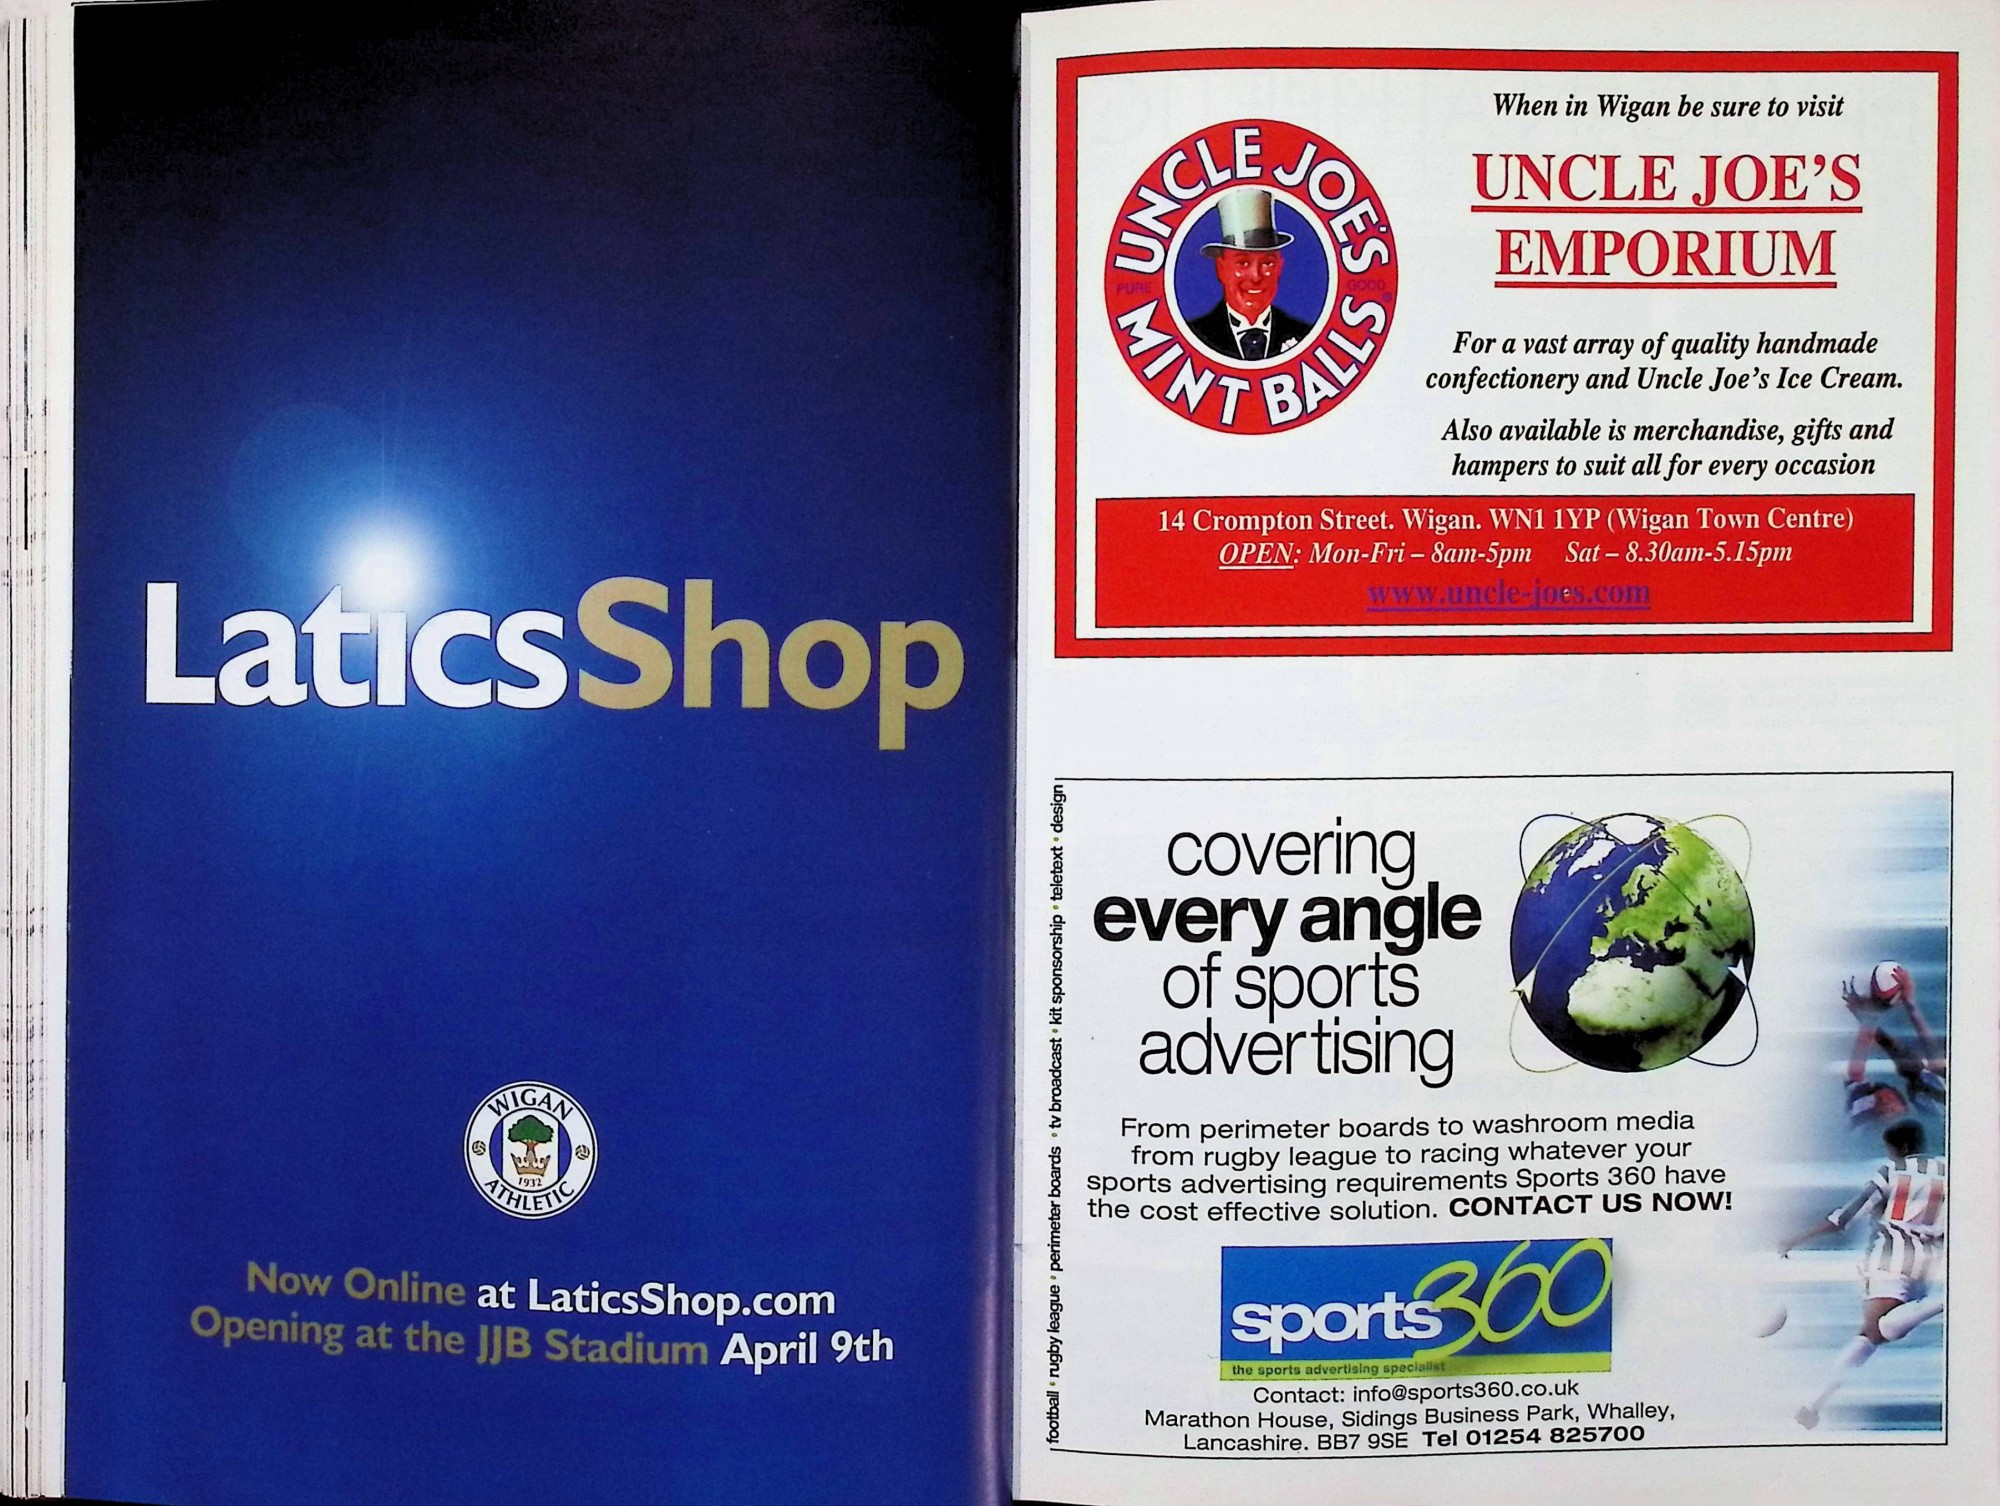 LaticsShop
WIGAN
1932
ATHLETIC
Now Online at LaticsShop.com
Opening at the JJB Stadium April 9th
UNCLE JOE'S
PURE
GOOD
MINT BALLS
When in Wigan be sure to visit
UNCLE JOE'S
EMPORIUM
For a vast array of quality handmade
confectionery and Uncle Joe's Ice Cream.
Also available is merchandise, gifts and
hampers to suit all for every occasion
14 Crompton Street. Wigan. WN1 1YP (Wigan Town Centre)
OPEN: Mon-Fri – 8am-5pm Sat – 8.30am-5.15pm
www.uncle-joes.com
football • rugby league • perimeter boards • tv broadcast • kit sponsorship • teletext • design
covering
every angle
of sports
advertising
From perimeter boards to washroom media
from rugby league to racing whatever your
sports advertising requirements Sports 360 have
the cost effective solution. CONTACT US NOW!
sports360
the sports advertising specialist
Contact: info@sports360.co.uk
Marathon House, Sidings Business Park, Whalley,
Lancashire. BB7 9SE Tel 01254 825700